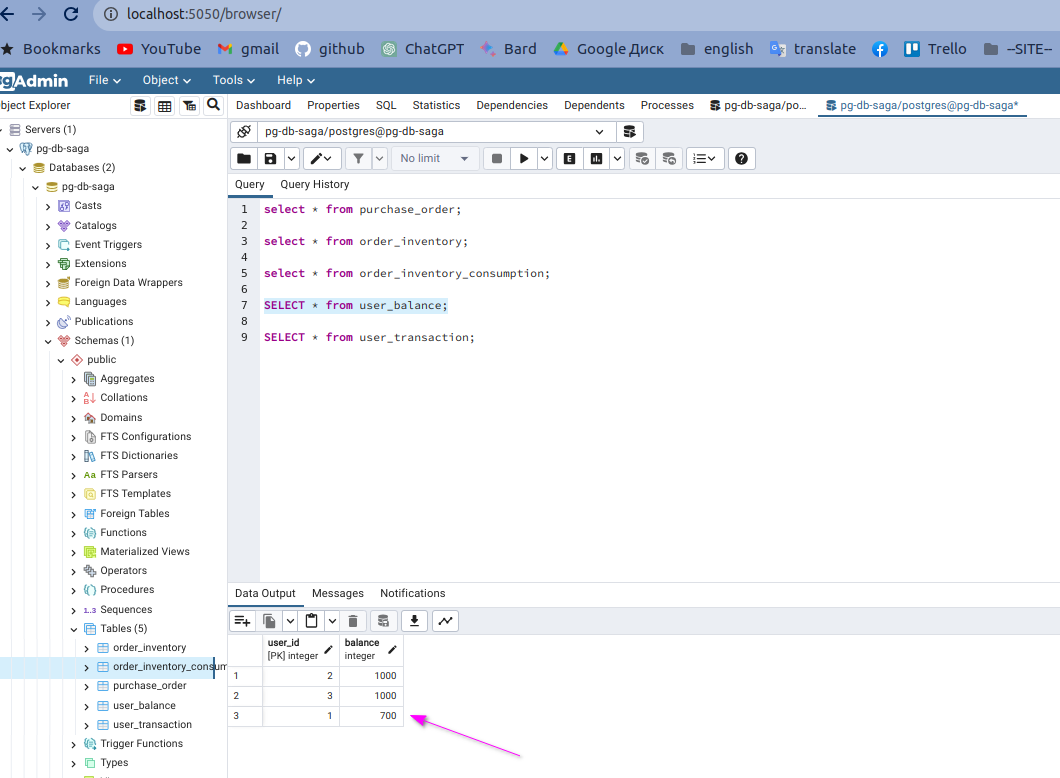 localhost:5050/browser/
Bookmarks YouTube gmail github ChatGPT Bard Google Диск english translate Trello --SITE--
pgAdmin File Object Tools Help
bject Explorer
Dashboard Properties SQL Statistics Dependencies Dependents Processes pg-db-saga/po... pg-db-saga/postgres@pg-db-saga*
Servers (1)
pg-db-saga
Databases (2)
pg-db-saga
Casts
Catalogs
Event Triggers
Extensions
Foreign Data Wrappers
Languages
Publications
Schemas (1)
public
Aggregates
Collations
Domains
FTS Configurations
FTS Dictionaries
Aa FTS Parsers
FTS Templates
Foreign Tables
Functions
Materialized Views
Operators
Procedures
1..3 Sequences
Tables (5)
order_inventory
order_inventory_consum
purchase_order
user_balance
user_transaction
Trigger Functions
Types
pg-db-saga/postgres@pg-db-saga
No limit E
Query Query History
1 select * from purchase_order;
2
3 select * from order_inventory;
4
5 select * from order_inventory_consumption;
6
7 SELECT * from user_balance;
8
9 SELECT * from user_transaction;
Data Output Messages Notifications
user_id balance
[PK] integer integer
1 2 1000
2 3 1000
3 1 700